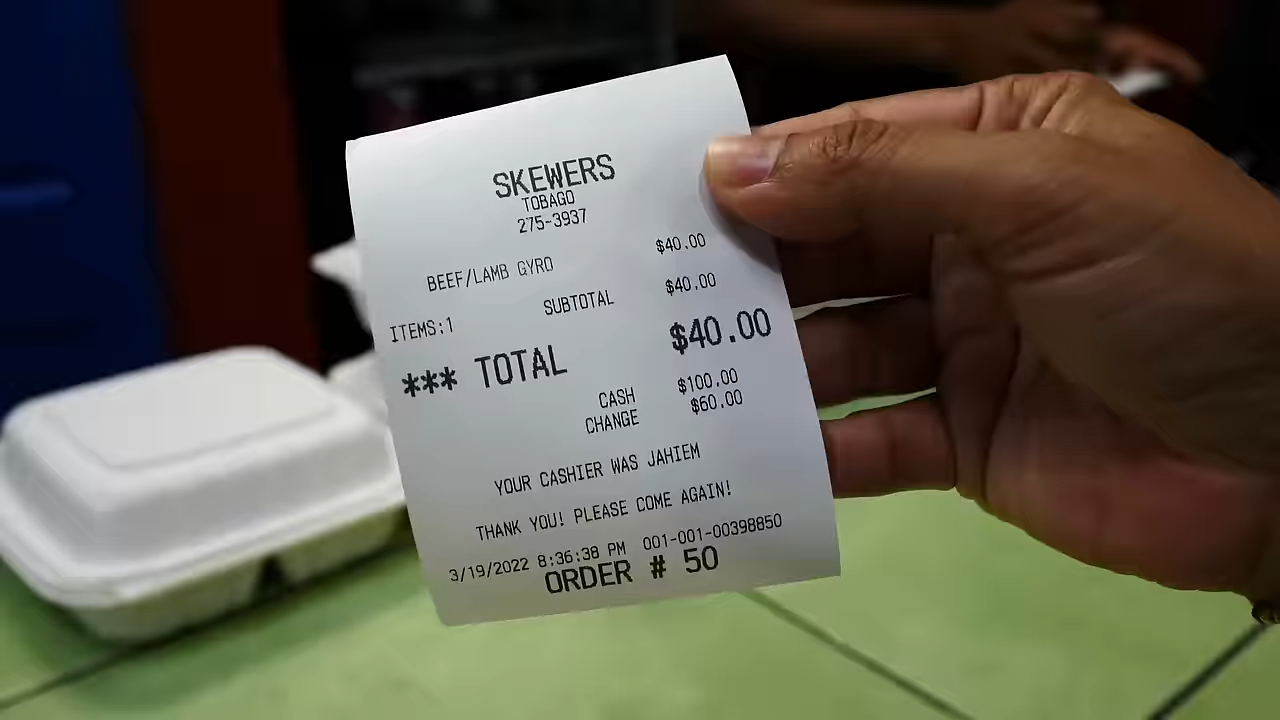 SKEWERS
TOBAGO
275-3937
BEEF/LAMB GYRO $40.00
SUBTOTAL $40.00
ITEMS:1
*** TOTAL $40.00
CASH $100.00
CHANGE $60.00
YOUR CASHIER WAS JAHIEM
THANK YOU! PLEASE COME AGAIN!
3/19/2022 8:36:38 PM 001-001-00398850
ORDER # 50